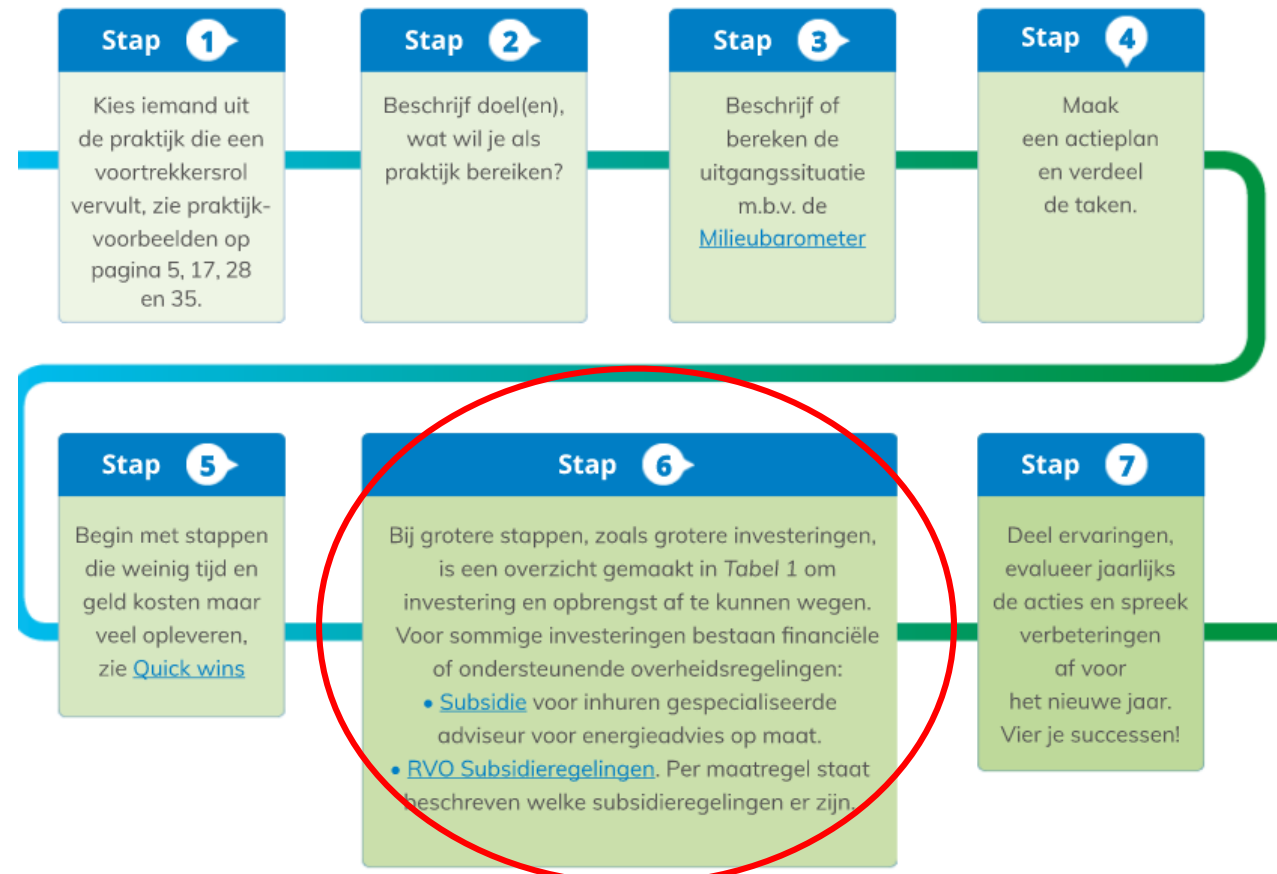 Stap 1
Kies iemand uit
de praktijk die een
voortrekkersrol
vervult, zie praktijk-
voorbeelden op
pagina 5, 17, 28
en 35.
Stap 2
Beschrijf doel(en),
wat wil je als
praktijk bereiken?
Stap 3
Beschrijf of
bereken de
uitgangssituatie
m.b.v. de
Milieubarometer
Stap 4
Maak
een actieplan
en verdeel
de taken.
Stap 5
Begin met stappen
die weinig tijd en
geld kosten maar
veel opleveren,
zie Quick wins
Stap 6
Bij grotere stappen, zoals grotere investeringen,
is een overzicht gemaakt in Tabel 1 om
investering en opbrengst af te kunnen wegen.
Voor sommige investeringen bestaan financiële
of ondersteunende overheidsregelingen:
• Subsidie voor inhuren gespecialiseerde
adviseur voor energieadvies op maat.
• RVO Subsidieregelingen. Per maatregel staat
beschreven welke subsidieregelingen er zijn.
Stap 7
Deel ervaringen,
evalueer jaarlijks
de acties en spreek
verbeteringen
af voor
het nieuwe jaar.
Vier je successen!